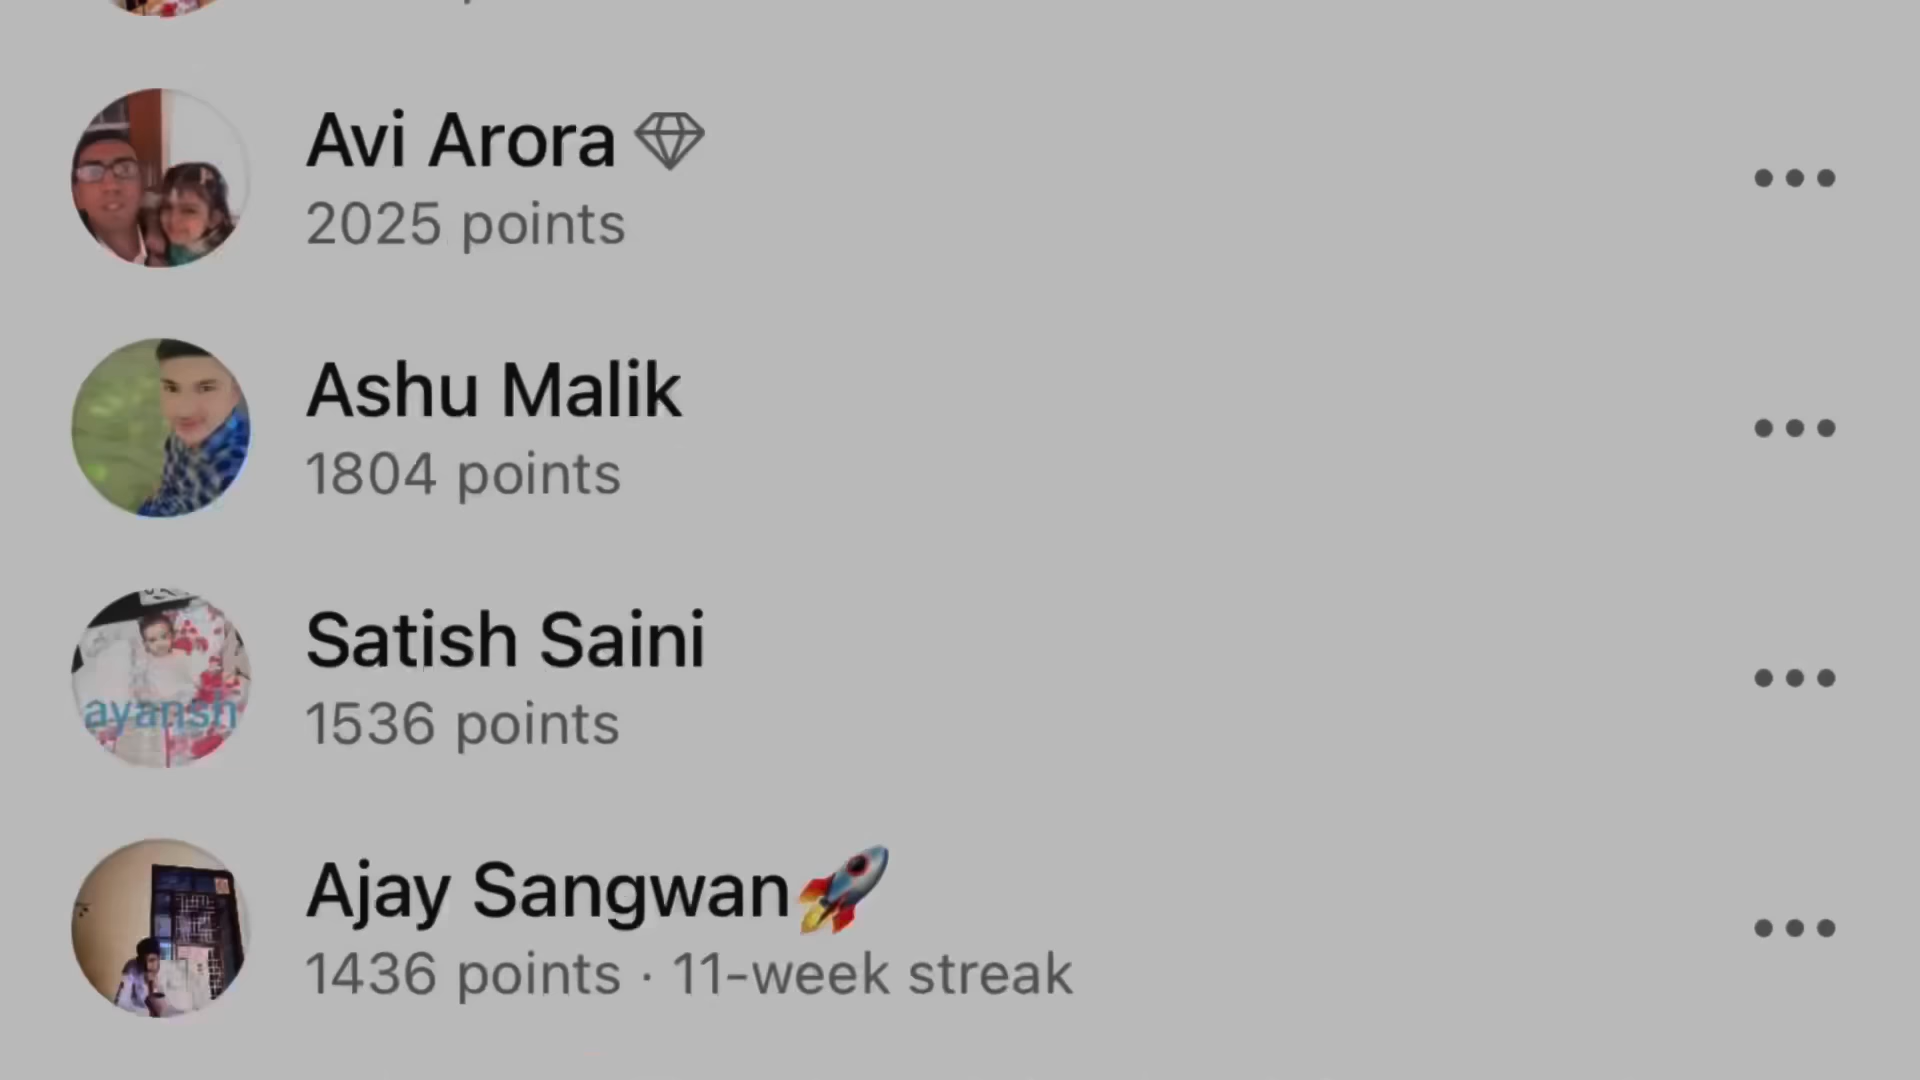 Avi Arora
2025 points
Ashu Malik
1804 points
Satish Saini
1536 points
ayansh
Ajay Sangwan🚀
1436 points · 11-week streak